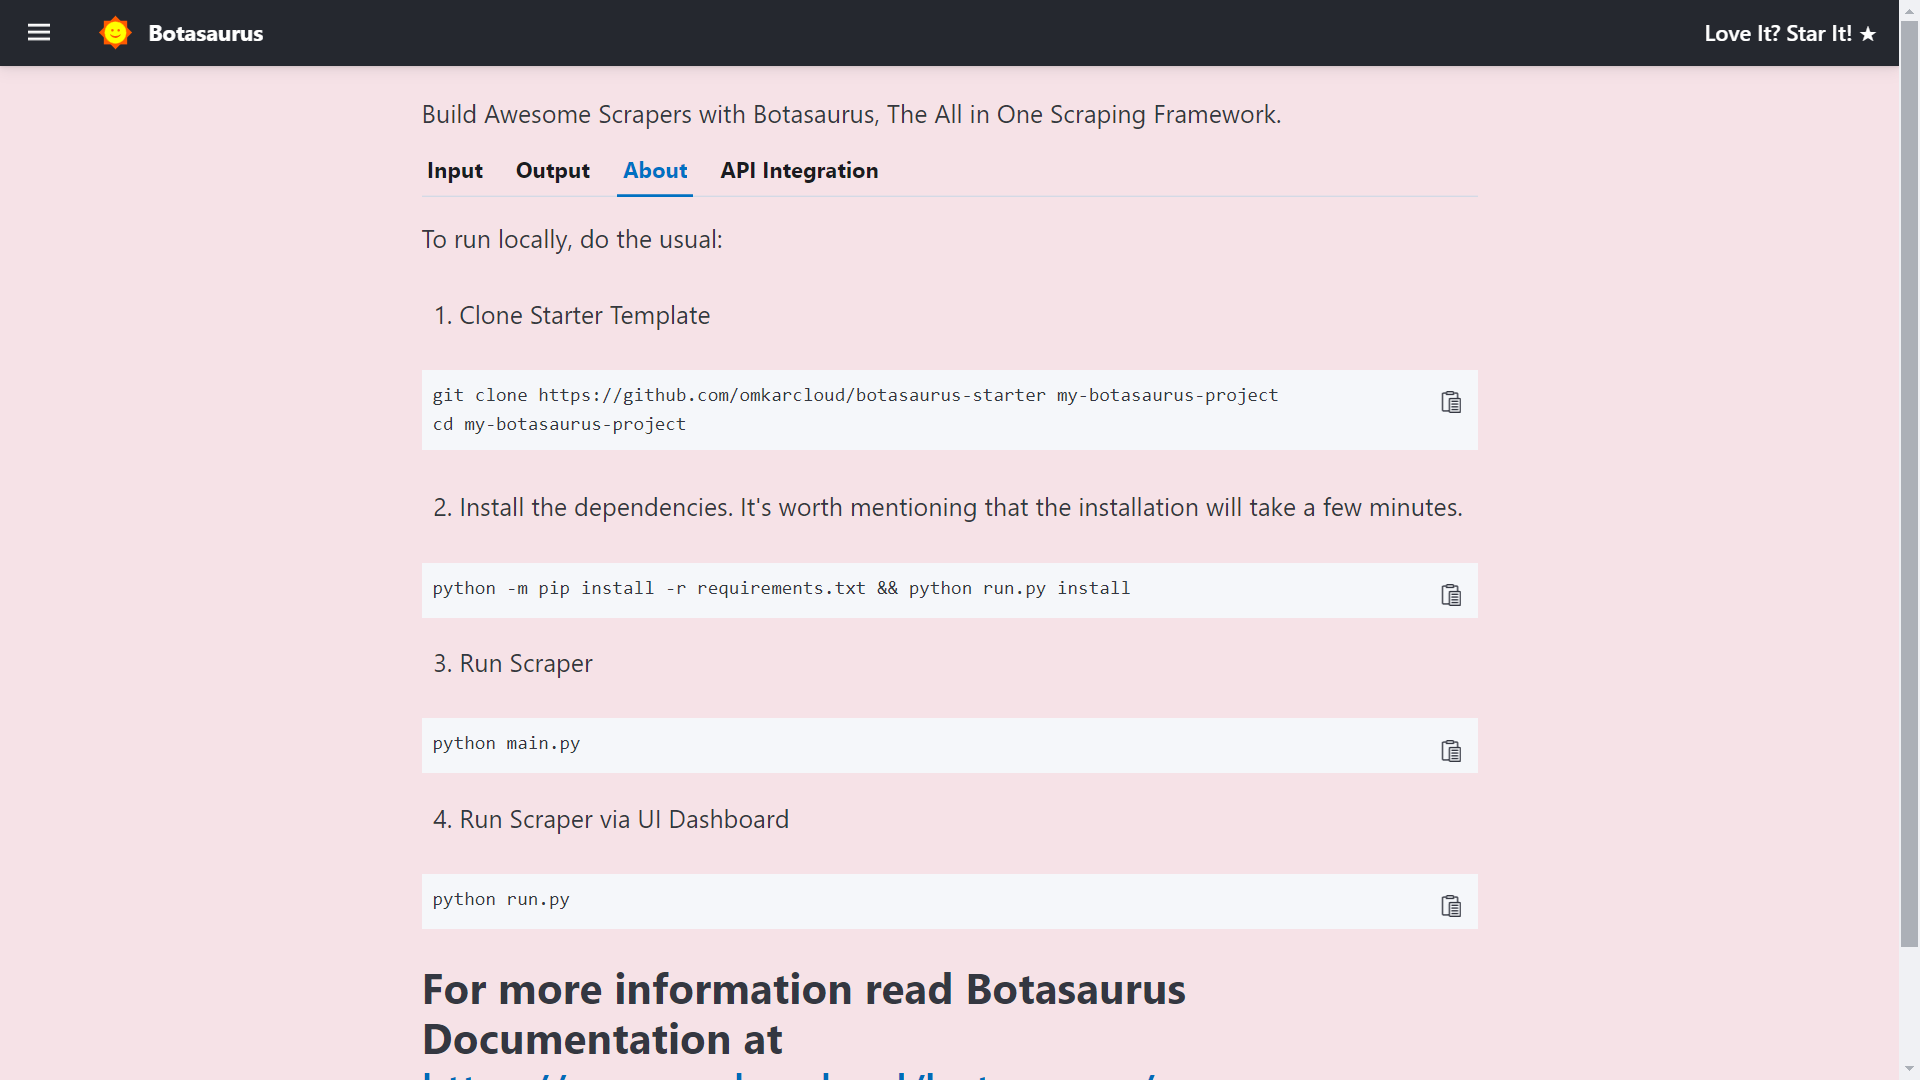 Botasaurus
Love It? Star It! ★
Build Awesome Scrapers with Botasaurus, The All in One Scraping Framework.
Input Output About API Integration
To run locally, do the usual:
1. Clone Starter Template
git clone https://github.com/omkarcloud/botasaurus-starter my-botasaurus-project
cd my-botasaurus-project
2. Install the dependencies. It's worth mentioning that the installation will take a few minutes.
python -m pip install -r requirements.txt && python run.py install
3. Run Scraper
python main.py
4. Run Scraper via UI Dashboard
python run.py
For more information read Botasaurus
Documentation at